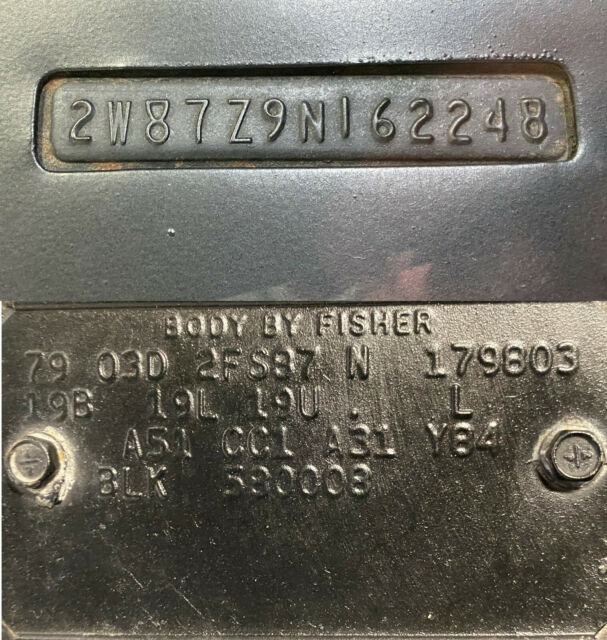 2W87Z9N162248
BODY BY FISHER
79 03D 2FS87 N 179803
19B 19L 19U . L
A51 CC1 A31 Y84
BLK 580008